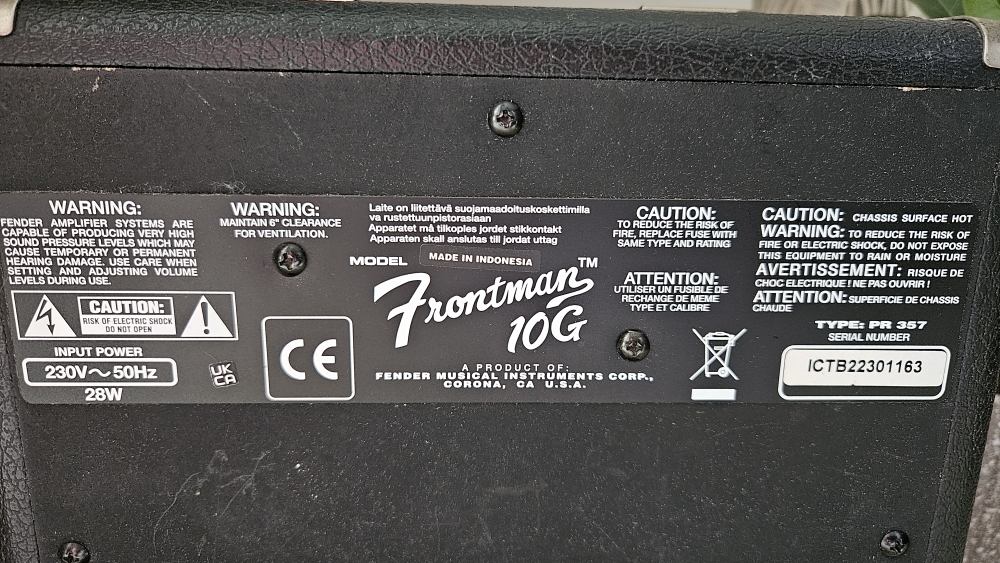 WARNING:
FENDER AMPLIFIER SYSTEMS ARE
CAPABLE OF PRODUCING VERY HIGH
SOUND PRESSURE LEVELS WHICH MAY
CAUSE TEMPORARY OR PERMANENT
HEARING DAMAGE. USE CARE WHEN
SETTING AND ADJUSTING VOLUME
LEVELS DURING USE.
CAUTION:
RISK OF ELECTRIC SHOCK
DO NOT OPEN
INPUT POWER
230V～50Hz
28W
WARNING:
MAINTAIN 6" CLEARANCE
FOR VENTILATION.
UK
CA
CE
Laite on liitettävä suojamaadoituskoskettimilla
va rustettuunpistorasiaan
Apparatet må tilkoples jordet stikkontakt
Apparaten skall anslutas till jordat uttag
MODEL
MADE IN INDONESIA
Frontman™
10G
A PRODUCT OF:
FENDER MUSICAL INSTRUMENTS CORP.,
CORONA, CA U.S.A.
CAUTION:
TO REDUCE THE RISK OF
FIRE, REPLACE FUSE WITH
SAME TYPE AND RATING
ATTENTION:
UTILISER UN FUSIBLE DE
RECHANGE DE MEME
TYPE ET CALIBRE
CAUTION: CHASSIS SURFACE HOT
WARNING: TO REDUCE THE RISK OF
FIRE OR ELECTRIC SHOCK, DO NOT EXPOSE
THIS EQUIPMENT TO RAIN OR MOISTURE
AVERTISSEMENT: RISQUE DE
CHOC ELECTRIQUE ! NE PAS OUVRIR !
ATTENTION: SUPERFICIE DE CHASSIS
CHAUDE
TYPE: PR 357
SERIAL NUMBER
ICTB22301163